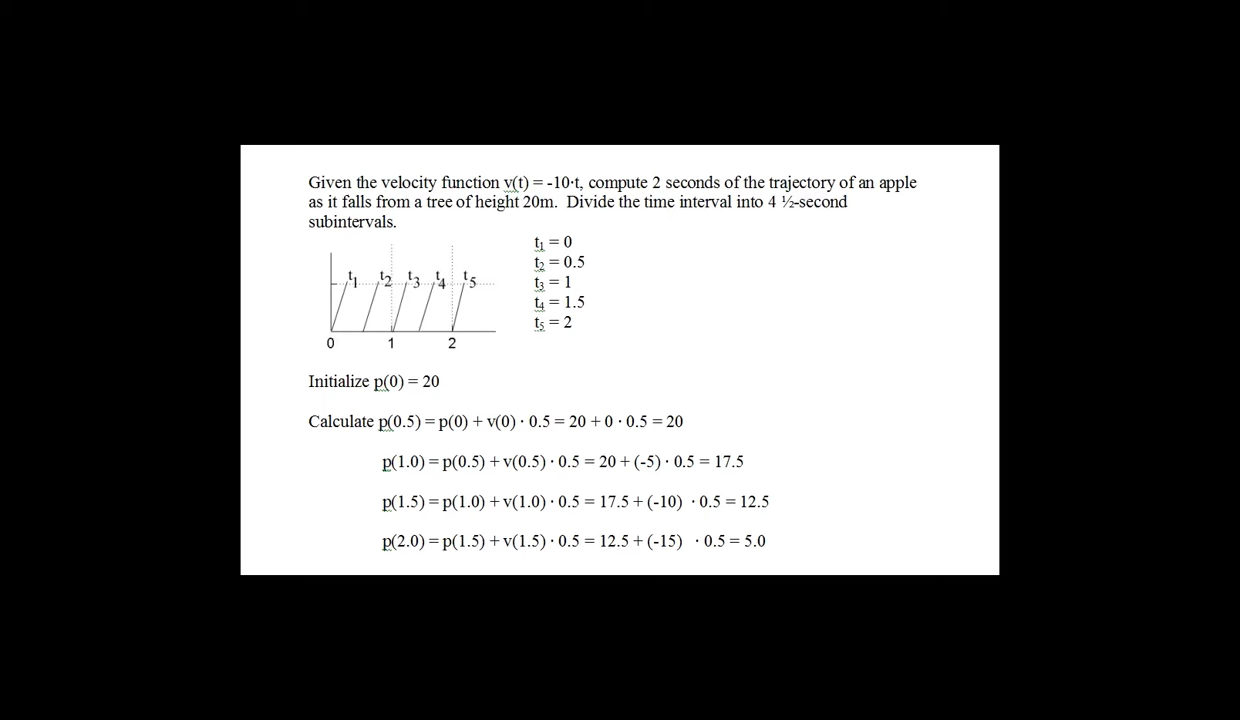 Given the velocity function v(t) = -10·t, compute 2 seconds of the trajectory of an apple
as it falls from a tree of height 20m.  Divide the time interval into 4 ½-second
subintervals.
t1 = 0
t2 = 0.5
t3 = 1
t4 = 1.5
t5 = 2
t1 t2 t3 t4 t5
0 1 2
Initialize p(0) = 20
Calculate p(0.5) = p(0) + v(0) · 0.5 = 20 + 0 · 0.5 = 20
p(1.0) = p(0.5) + v(0.5) · 0.5 = 20 + (-5) · 0.5 = 17.5
p(1.5) = p(1.0) + v(1.0) · 0.5 = 17.5 + (-10) · 0.5 = 12.5
p(2.0) = p(1.5) + v(1.5) · 0.5 = 12.5 + (-15) · 0.5 = 5.0